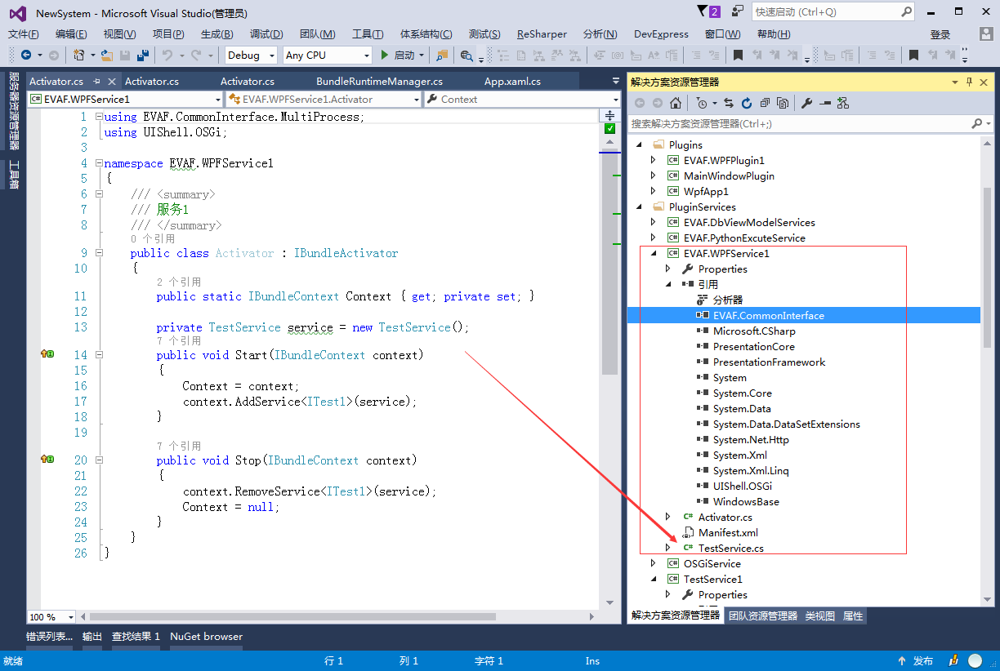 NewSystem - Microsoft Visual Studio(管理员)
2
快速启动 (Ctrl+Q)
文件(F) 编辑(E) 视图(V) 项目(P) 生成(B) 调试(D) 团队(M) 工具(T) 体系结构(C) 测试(S) ReSharper 分析(N) DevExpress 窗口(W) 帮助(H) 登录
Debug Any CPU 启动
服务器资源管理器
工具箱
Activator.cs Activator.cs Activator.cs BundleRuntimeManager.cs App.xaml.cs
EVAF.WPFService1 EVAF.WPFService1.Activator Context
1 using EVAF.CommonInterface.MultiProcess;
2 using UIShell.OSGi;
3
4 namespace EVAF.WPFService1
5 {
6 /// <summary>
7 /// 服务1
8 /// </summary>
0 个引用
9 public class Activator : IBundleActivator
10 {
2 个引用
11 public static IBundleContext Context { get; private set; }
12
13 private TestService service = new TestService();
7 个引用
14 public void Start(IBundleContext context)
15 {
16 Context = context;
17 context.AddService<ITest1>(service);
18 }
19
7 个引用
20 public void Stop(IBundleContext context)
21 {
22 context.RemoveService<ITest1>(service);
23 Context = null;
24 }
25 }
26 }
100 %
解决方案资源管理器
搜索解决方案资源管理器(Ctrl+;)
Plugins
EVAF.WPFPlugin1
MainWindowPlugin
WpfApp1
PluginServices
EVAF.DbViewModelServices
EVAF.PythonExcuteService
EVAF.WPFService1
Properties
引用
分析器
EVAF.CommonInterface
Microsoft.CSharp
PresentationCore
PresentationFramework
System
System.Core
System.Data
System.Data.DataSetExtensions
System.Net.Http
System.Xml
System.Xml.Linq
UIShell.OSGi
WindowsBase
Activator.cs
Manifest.xml
TestService.cs
OSGiService
TestService1
Properties
解决方案资源管理器 团队资源管理器 类视图 属性
错误列表... 输出 查找结果 1 NuGet browser
就绪 行 1 列 1 字符 1 Ins 发布